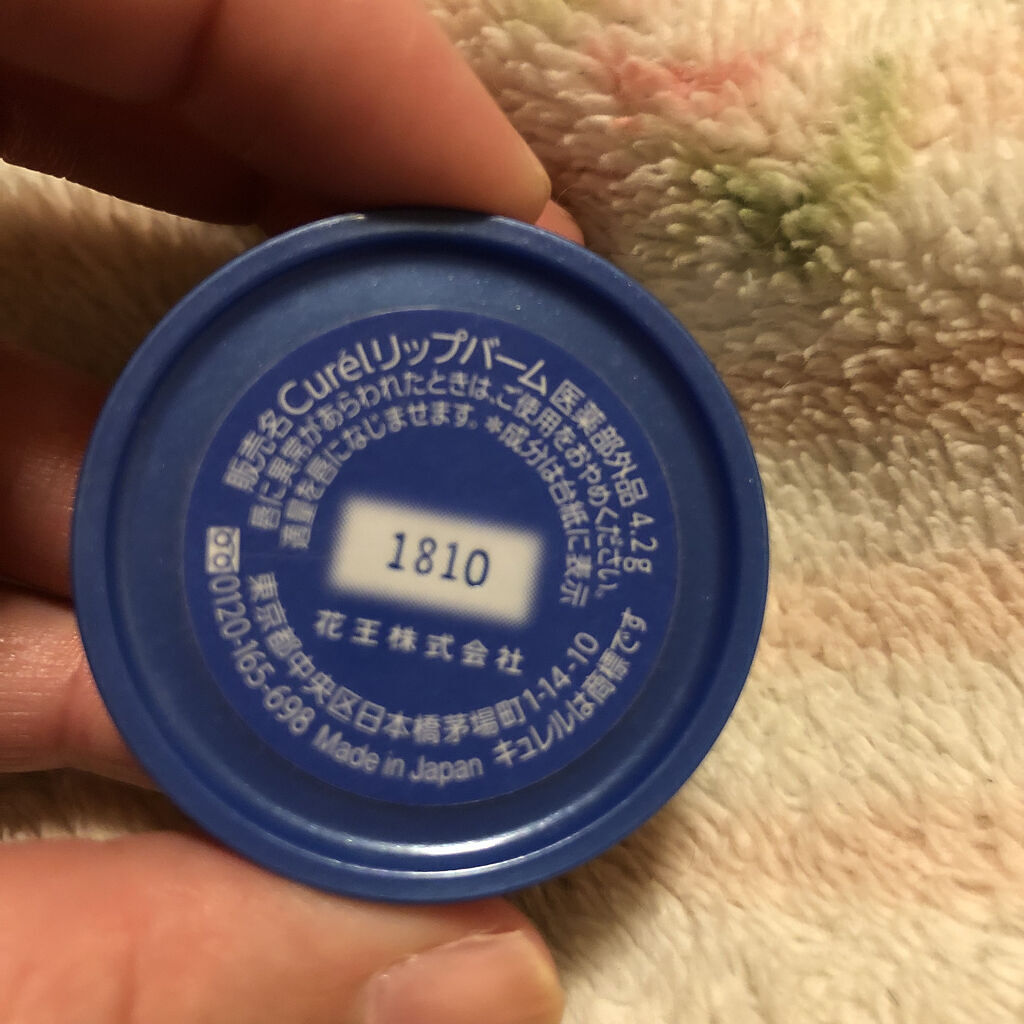 販売名 Curél リップバーム 医薬部外品 4.2g
唇に異常があらわれたときは、ご使用をおやめください。
適量を唇になじませます。*成分は台紙に表示
1810
花王株式会社
東京都中央区日本橋茅場町1-14-10
0120-165-698 Made in Japan キュレルは商標です